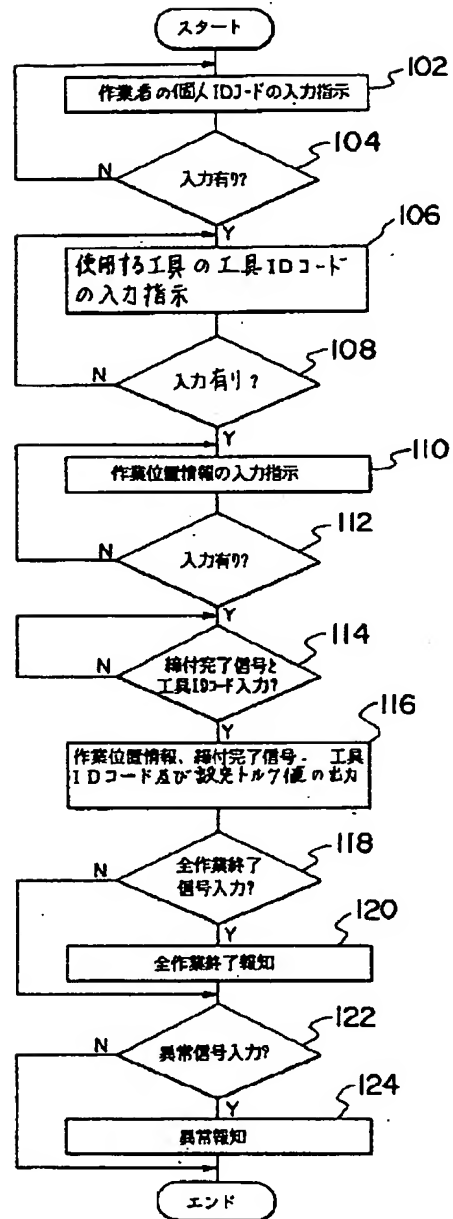 スタート
102
作業者の個人IDコードの入力指示
104
入力有り?
N
Y
106
使用する工具の工具IDコード
の入力指示
108
入力有り?
N
Y
110
作業位置情報の入力指示
112
入力有り?
N
Y
114
締付完了信号と
工具IDコード入力?
N
Y
116
作業位置情報、締付完了信号、工具
IDコード及び設定トルク値の出力
118
全作業終了
信号入力?
N
Y
120
全作業終了報知
122
異常信号入力?
N
Y
124
異常報知
エンド